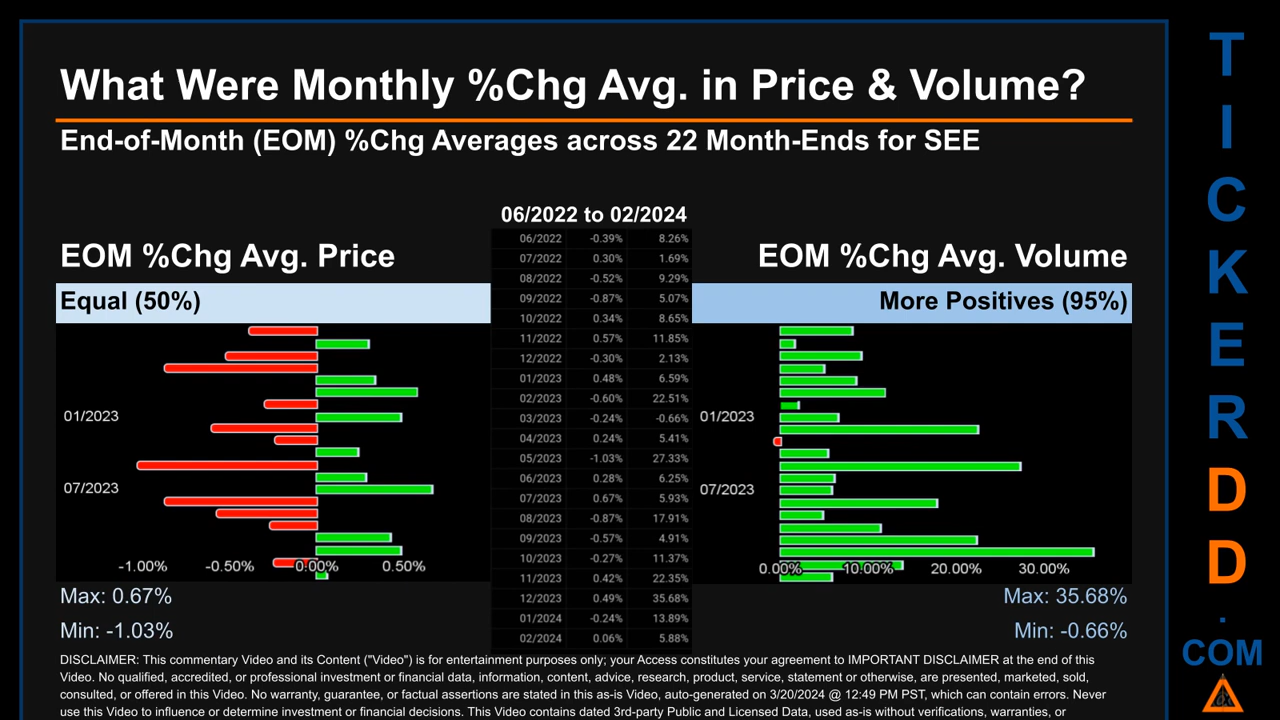 What Were Monthly %Chg Avg. in Price & Volume?
End-of-Month (EOM) %Chg Averages across 22 Month-Ends for SEE
06/2022 to 02/2024
EOM %Chg Avg. Price
EOM %Chg Avg. Volume
Equal (50%)
More Positives (95%)
06/2022 -0.39% 8.26%
07/2022 0.30% 1.69%
08/2022 -0.52% 9.29%
09/2022 -0.87% 5.07%
10/2022 0.34% 8.65%
11/2022 0.57% 11.85%
12/2022 -0.30% 2.13%
01/2023 0.48% 6.59%
02/2023 -0.60% 22.51%
03/2023 -0.24% -0.66%
04/2023 0.24% 5.41%
05/2023 -1.03% 27.33%
06/2023 0.28% 6.25%
07/2023 0.67% 5.93%
08/2023 -0.87% 17.91%
09/2023 -0.57% 4.91%
10/2023 -0.27% 11.37%
11/2023 0.42% 22.35%
12/2023 0.49% 35.68%
01/2024 -0.24% 13.89%
02/2024 0.06% 5.88%
01/2023
07/2023
-1.00% -0.50% 0.00% 0.50%
01/2023
07/2023
0.00% 10.00% 20.00% 30.00%
Max: 0.67%
Min: -1.03%
Max: 35.68%
Min: -0.66%
DISCLAIMER: This commentary Video and its Content ("Video") is for entertainment purposes only; your Access constitutes your agreement to IMPORTANT DISCLAIMER at the end of this
Video. No qualified, accredited, or professional investment or financial data, information, content, advice, research, product, service, statement or otherwise, are presented, marketed, sold,
consulted, or offered in this Video. No warranty, guarantee, or factual assertions are stated in this as-is Video, auto-generated on 3/20/2024 @ 12:49 PM PST, which can contain errors. Never
use this Video to influence or determine investment or financial decisions. This Video contains dated 3rd-party Public and Licensed Data, used as-is without verifications, warranties, or
T
I
C
K
E
R
D
D
.
COM